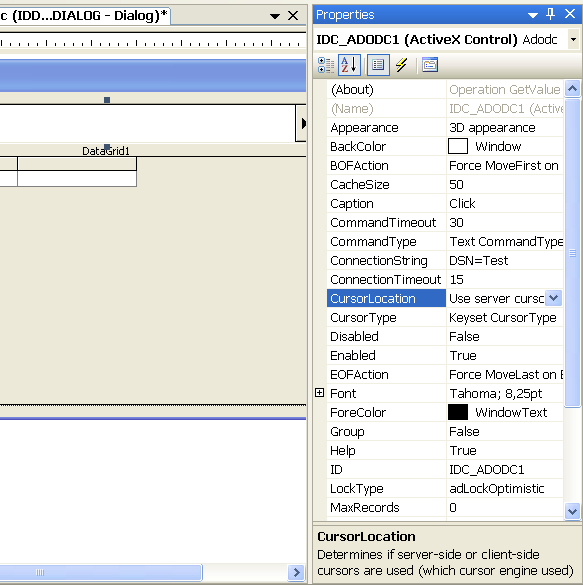 c (IDD...DIALOG - Dialog)*
DataGrid1
Properties
IDC_ADODC1 (ActiveX Control) Adodc
(About) Operation GetValue
(Name) IDC_ADODC1 (Active
Appearance 3D appearance
BackColor Window
BOFAction Force MoveFirst on
CacheSize 50
Caption Click
CommandTimeout 30
CommandType Text CommandType
ConnectionString DSN=Test
ConnectionTimeout 15
CursorLocation Use server curso
CursorType Keyset CursorType
Disabled False
Enabled True
EOFAction Force MoveLast on E
Font Tahoma; 8,25pt
ForeColor WindowText
Group False
Help True
ID IDC_ADODC1
LockType adLockOptimistic
MaxRecords 0
CursorLocation
Determines if server-side or client-side
cursors are used (which cursor engine used)